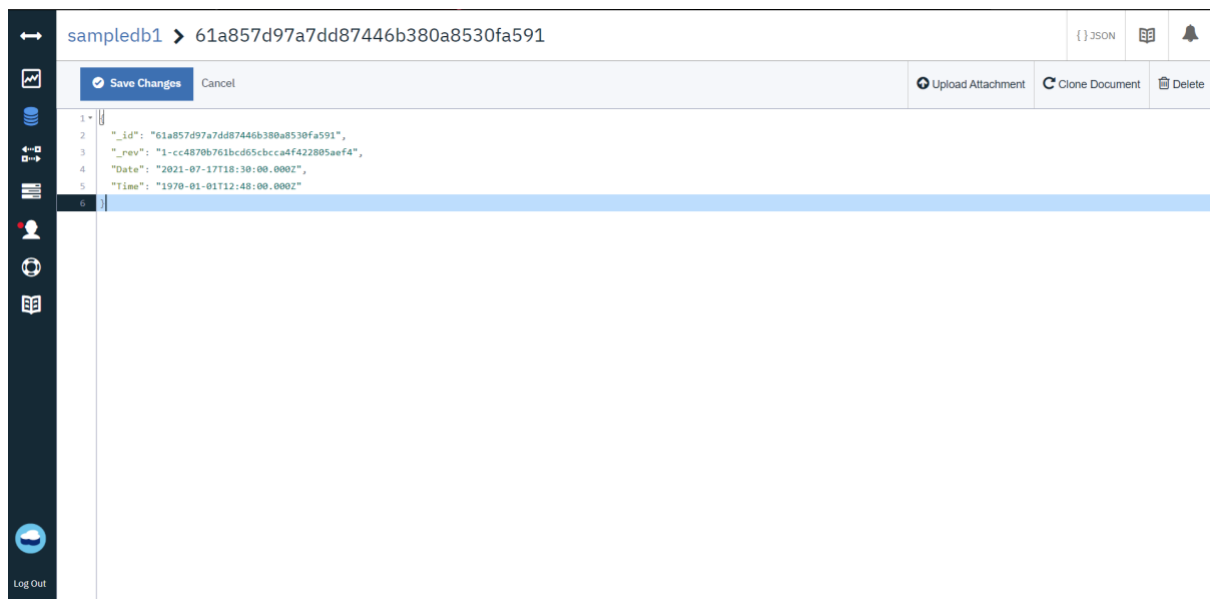 sampledb1 > 61a857d97a7dd87446b380a8530fa591
{ } JSON
Save Changes Cancel
Upload Attachment Clone Document Delete
1 {
2 "_id": "61a857d97a7dd87446b380a8530fa591",
3 "_rev": "1-cc4870b761bcd65cbcca4f422805aef4",
4 "Date": "2021-07-17T18:30:00.000Z",
5 "Time": "1970-01-01T12:48:00.000Z"
6 }
Log Out